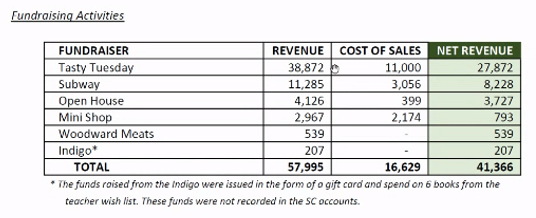 Fundraising Activities
FUNDRAISER REVENUE COST OF SALES NET REVENUE
Tasty Tuesday 38,872 11,000 27,872
Subway 11,285 3,056 8,228
Open House 4,126 399 3,727
Mini Shop 2,967 2,174 793
Woodward Meats 539 - 539
Indigo* 207 - 207
TOTAL 57,995 16,629 41,366
* The funds raised from the Indigo were issued in the form of a gift card and spend on 6 books from the
teacher wish list. These funds were not recorded in the SC accounts.